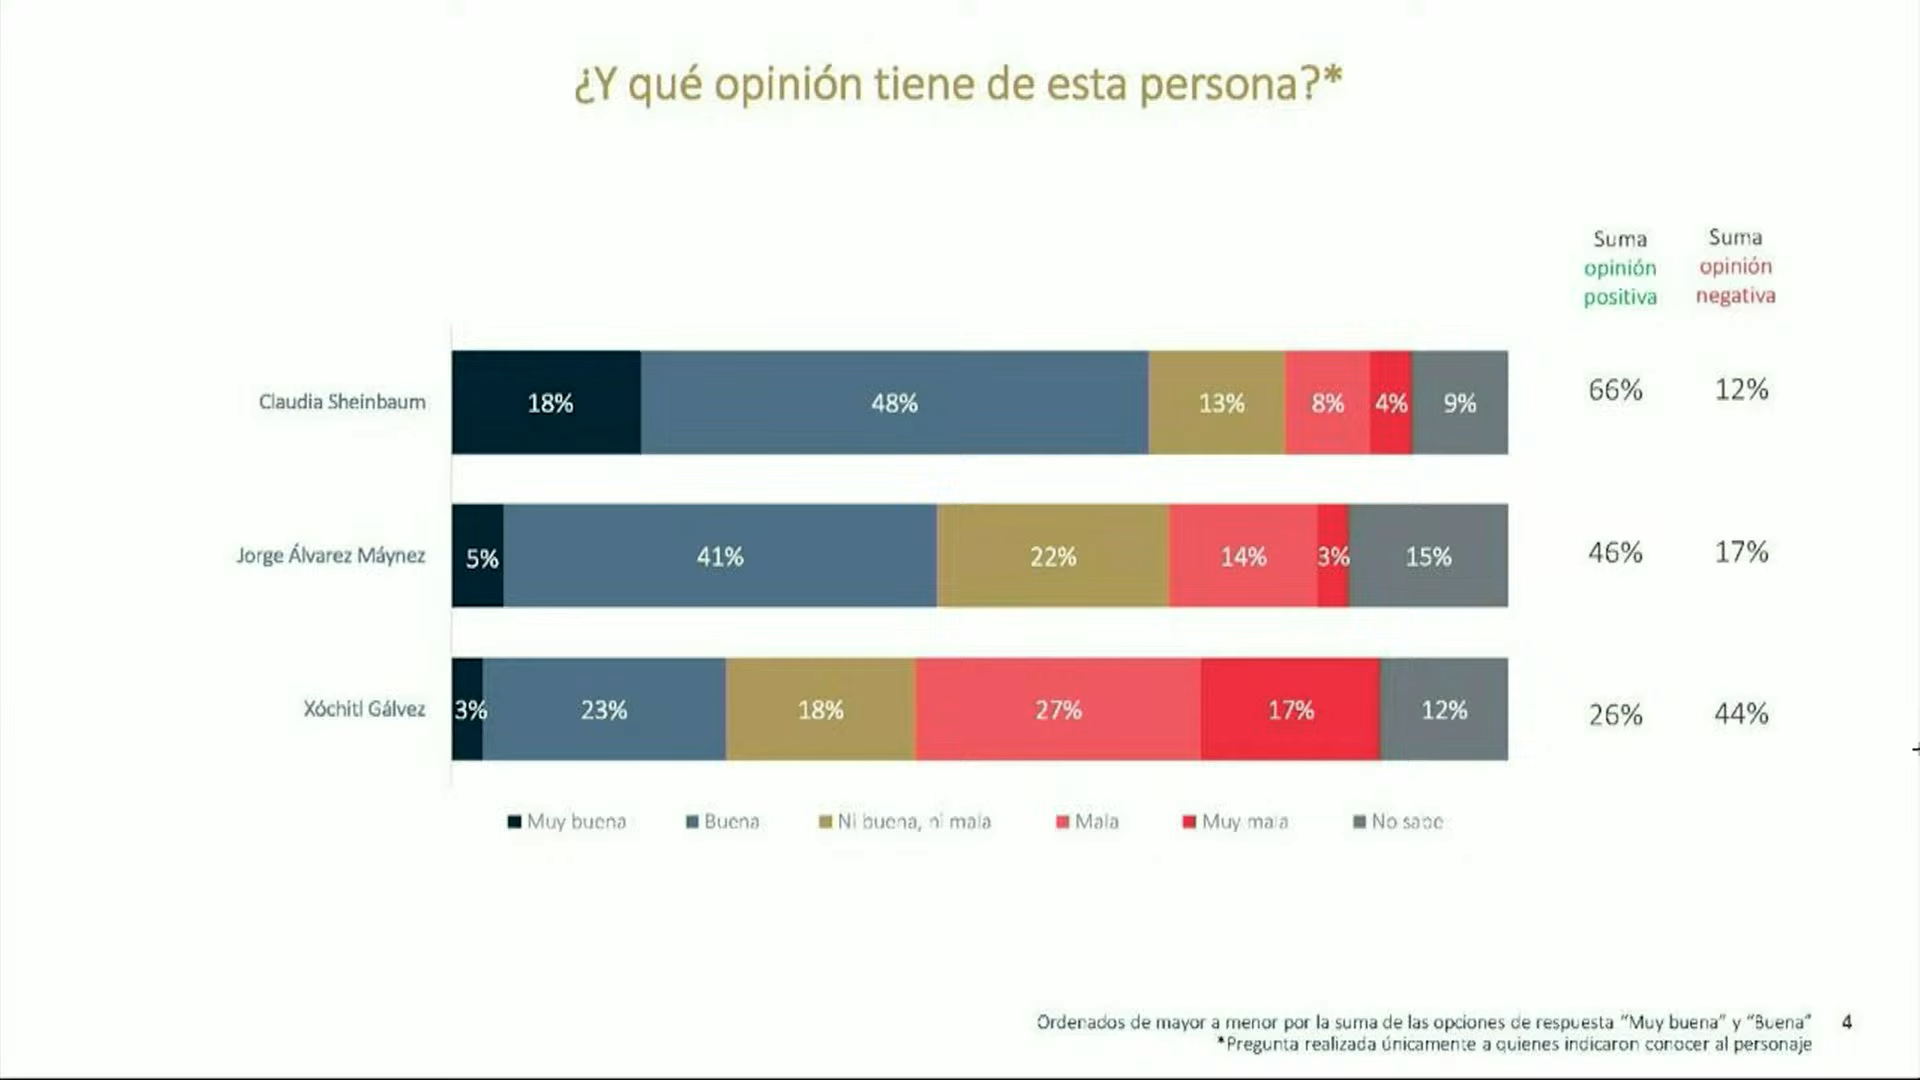 ¿Y qué opinión tiene de esta persona?*
Suma
opinión
positiva
Suma
opinión
negativa
Claudia Sheinbaum
18%
48%
13%
8%
4%
9%
66%
12%
Jorge Álvarez Máynez
5%
41%
22%
14%
3%
15%
46%
17%
Xóchitl Gálvez
3%
23%
18%
27%
17%
12%
26%
44%
Muy buena
Buena
Ni buena, ni mala
Mala
Muy mala
No sabe
Ordenados de mayor a menor por la suma de las opciones de respuesta "Muy buena" y "Buena"
4
*Pregunta realizada únicamente a quienes indicaron conocer al personaje